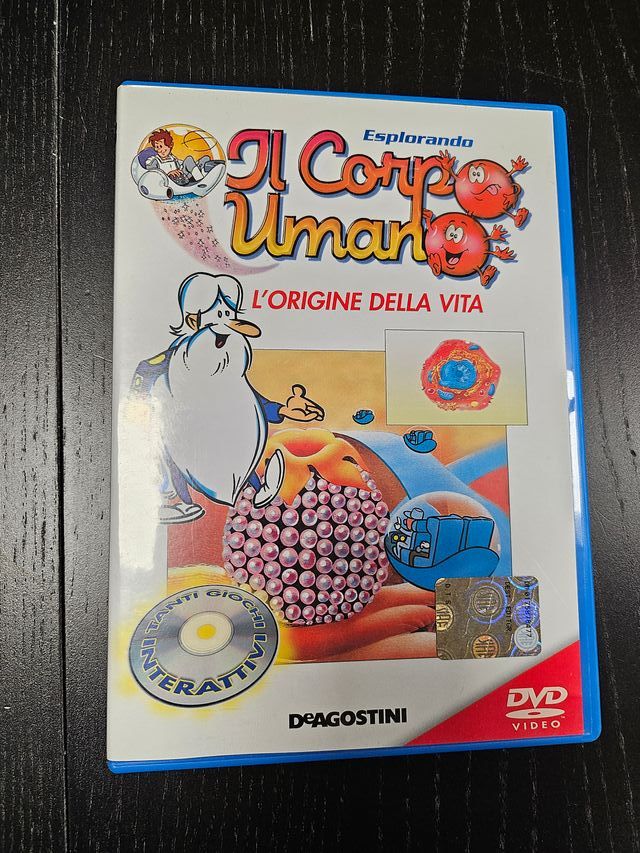 Esplorando
Il Corpo
Umano
L'ORIGINE DELLA VITA
TANTI GIOCHI
INTERATTIVI
DeAGOSTINI
DVD
VIDEO